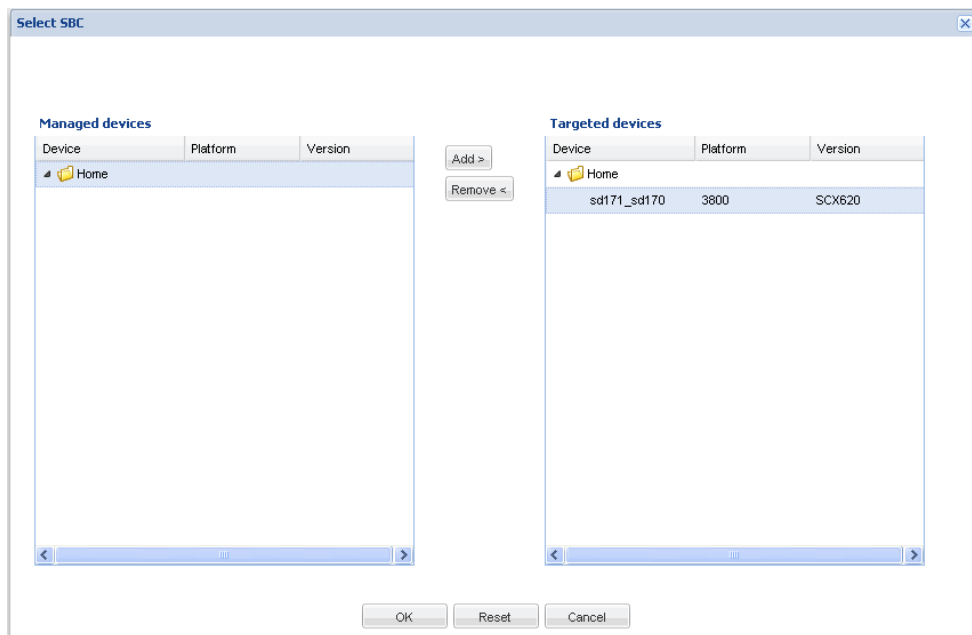 Select SBC
Managed devices
Device Platform Version
Home
Add >
Remove <
Targeted devices
Device Platform Version
Home
sd171_sd170 3800 SCX620
OK Reset Cancel